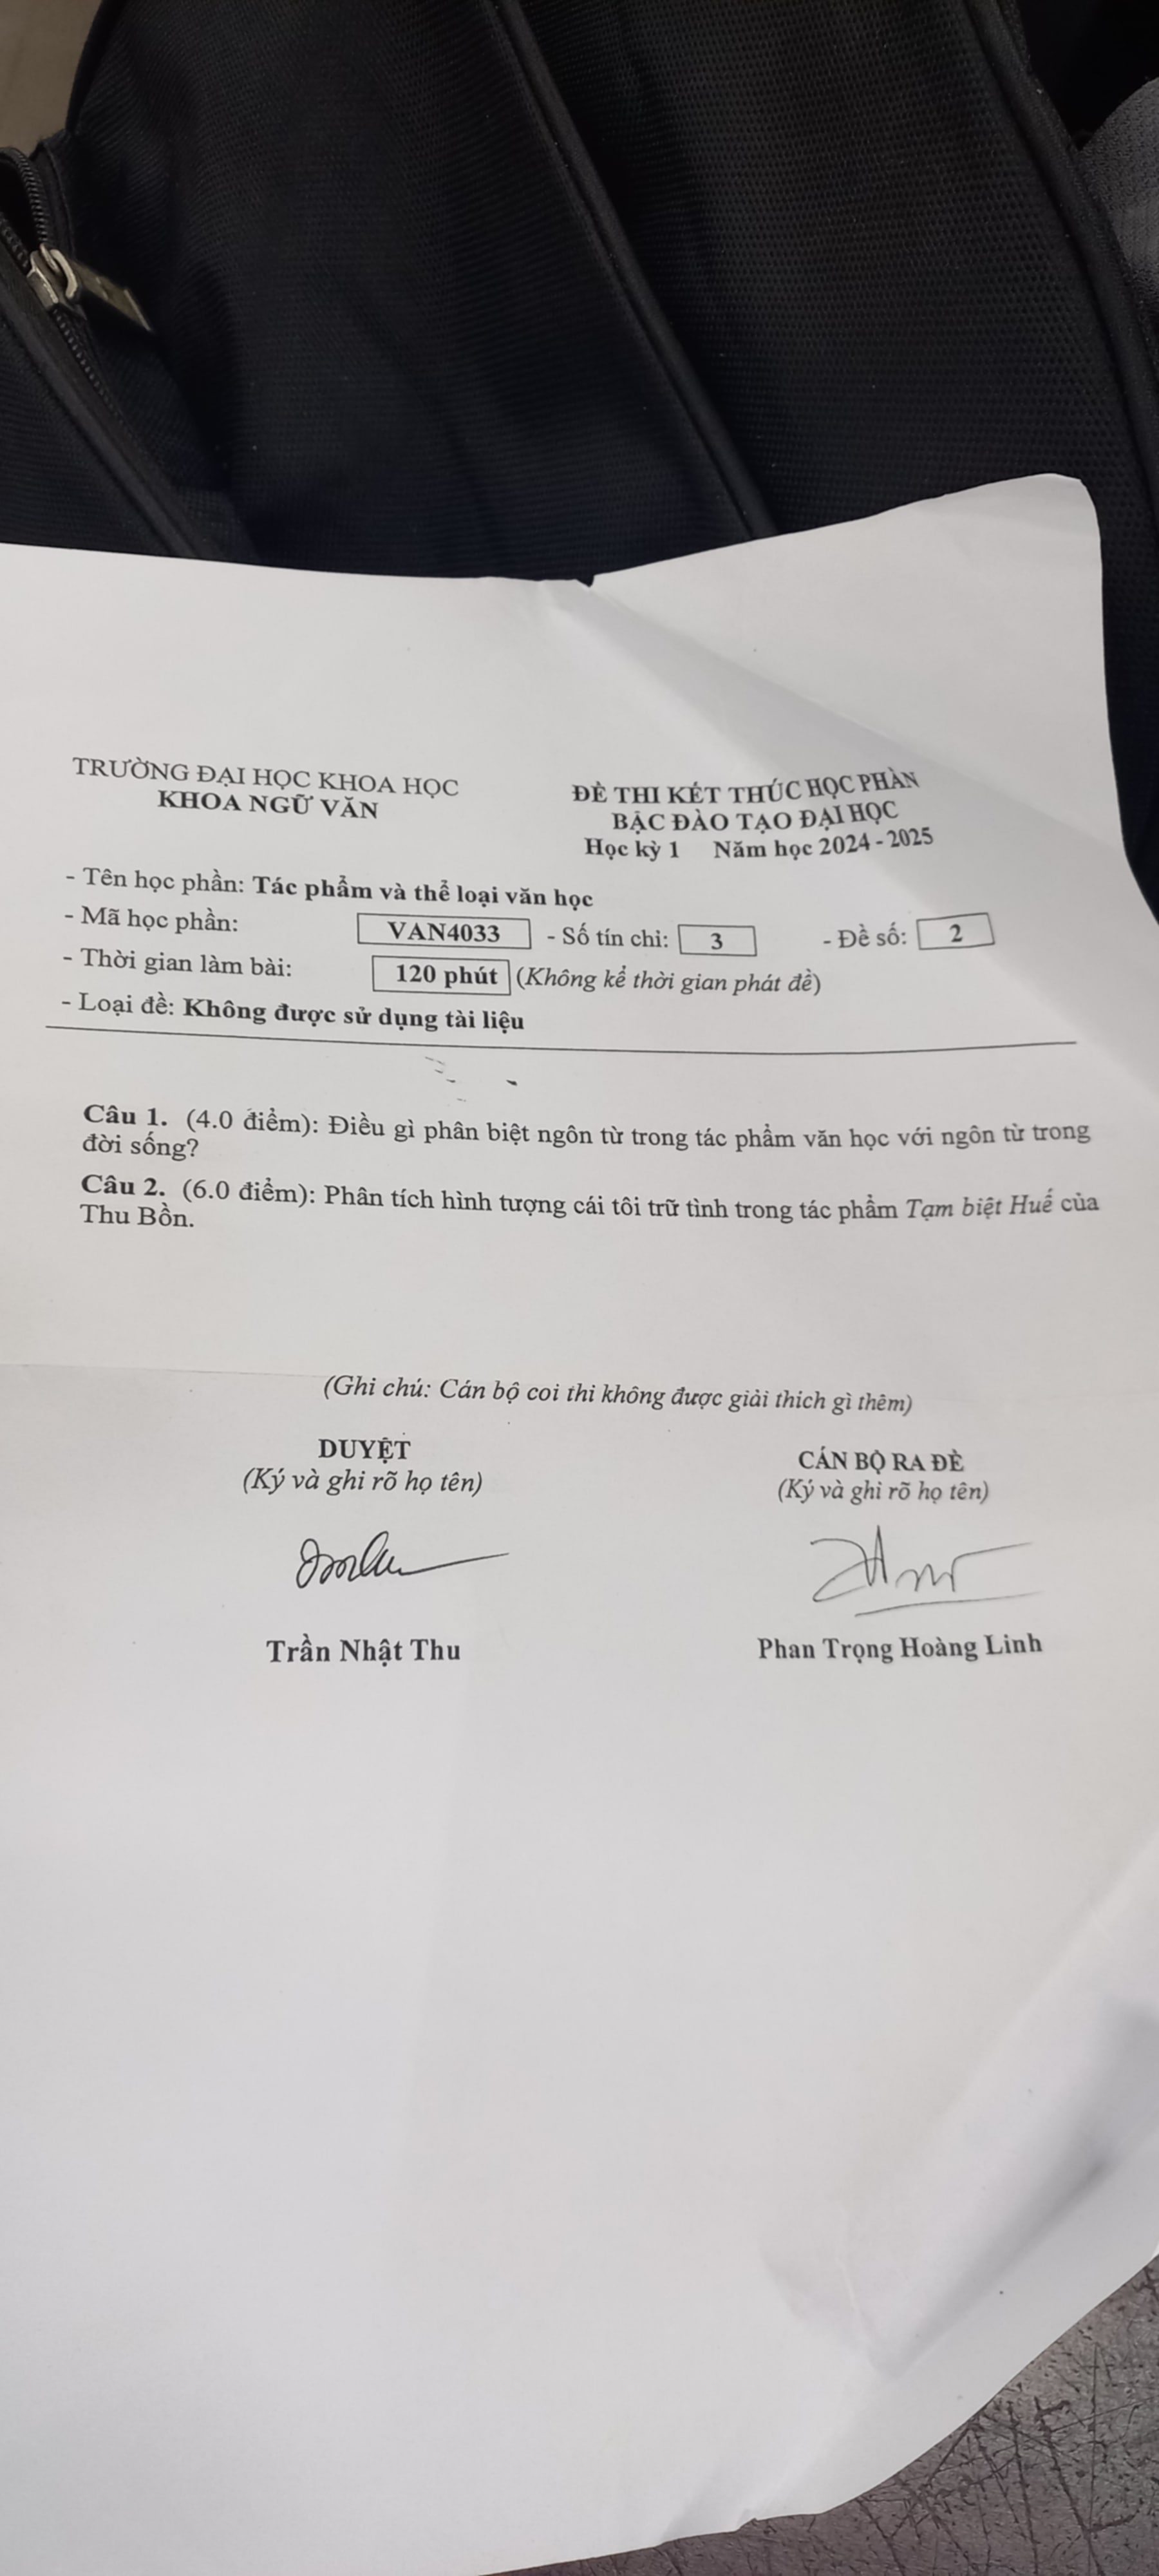 TRƯỜNG ĐẠI HỌC KHOA HỌC
KHOA NGỮ VĂN
ĐỀ THI KẾT THÚC HỌC PHẦN
BẬC ĐÀO TẠO ĐẠI HỌC
Học kỳ 1 Năm học 2024 - 2025
- Tên học phần: Tác phẩm và thể loại văn học
- Mã học phần: VAN4033 - Số tín chỉ: 3 - Đề số: 2
- Thời gian làm bài: 120 phút (Không kể thời gian phát đề)
- Loại đề: Không được sử dụng tài liệu
Câu 1. (4.0 điểm): Điều gì phân biệt ngôn từ trong tác phẩm văn học với ngôn từ trong
đời sống?
Câu 2. (6.0 điểm): Phân tích hình tượng cái tôi trữ tình trong tác phẩm Tạm biệt Huế của
Thu Bồn.
(Ghi chú: Cán bộ coi thi không được giải thích gì thêm)
DUYỆT
(Ký và ghi rõ họ tên)
CÁN BỘ RA ĐỀ
(Ký và ghi rõ họ tên)
Trần Nhật Thu
Phan Trọng Hoàng Linh